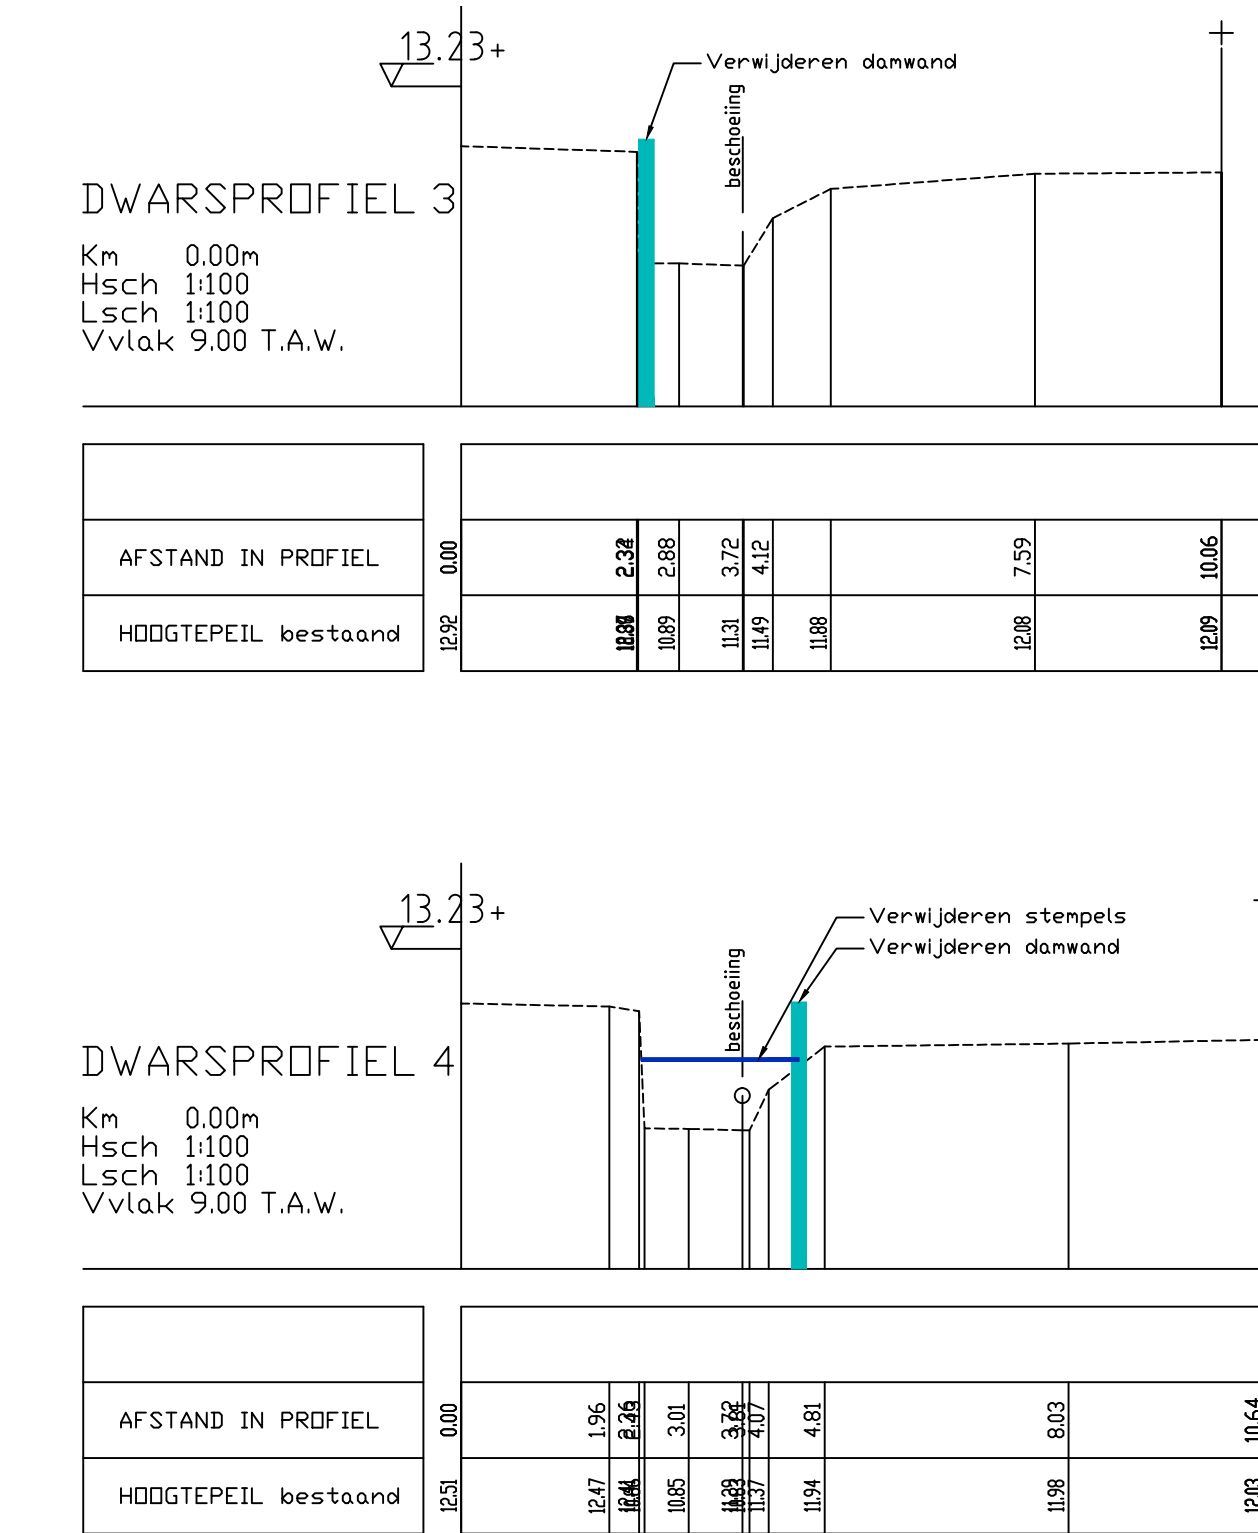 13.23+
Verwijderen damwand
beschoeiing
DWARSPROFIEL 3
Km 0.00m
Hsch 1:100
Lsch 1:100
Vvlak 9.00 T.A.W.
AFSTAND IN PROFIEL 0.00 2.88 3.72 4.12 7.59 10.06
HOOGTEPEIL bestaand 12.92 10.89 11.31 11.49 11.88 12.08 12.09
13.23+
Verwijderen stempels
Verwijderen damwand
beschoeiing
DWARSPROFIEL 4
Km 0.00m
Hsch 1:100
Lsch 1:100
Vvlak 9.00 T.A.W.
AFSTAND IN PROFIEL 0.00 1.96 3.01 4.07 4.81 8.03 10.64
HOOGTEPEIL bestaand 12.51 12.47 10.85 11.37 11.94 11.98 12.03